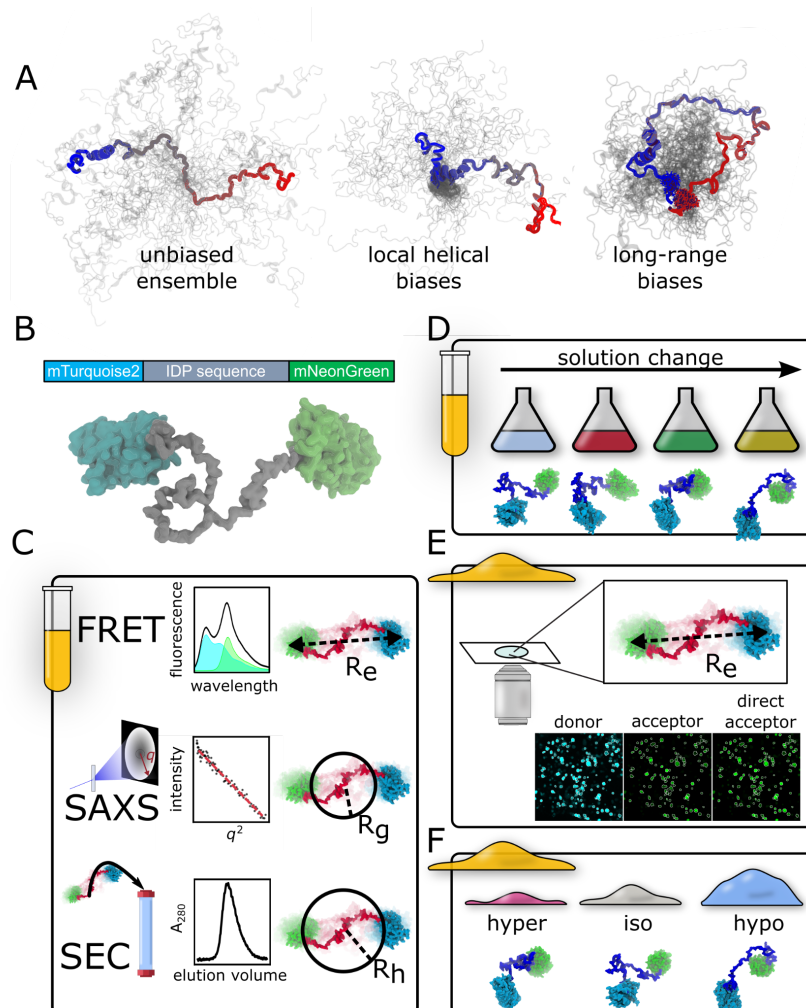 A
unbiased
ensemble
local helical
biases
long-range
biases
B
mTurquoise2 IDP sequence mNeonGreen
C
FRET
fluorescence
wavelength
Re
SAXS
q
intensity
q2
Rg
SEC
A280
elution volume
Rh
D
solution change
E
Re
donor
acceptor
direct
acceptor
F
hyper
iso
hypo